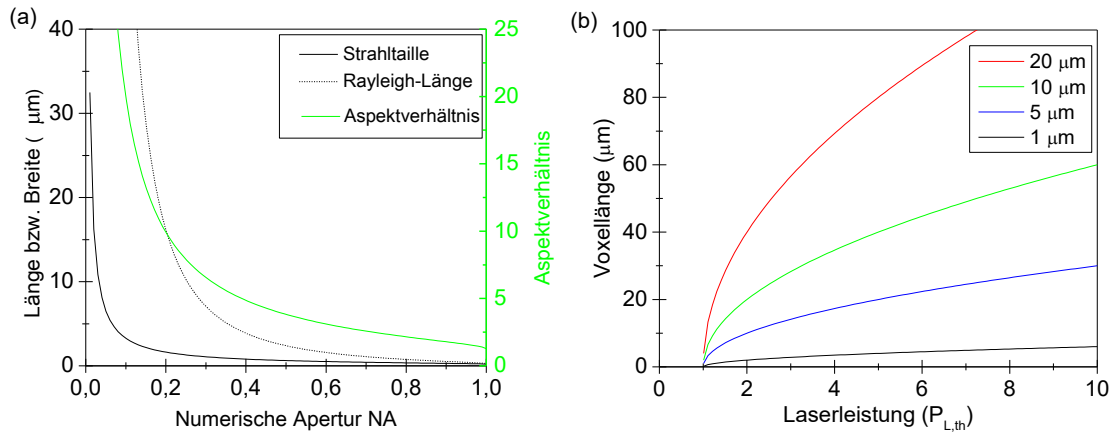 (a)
40
30
20
10
0
Länge bzw. Breite ( μm)
0,0
0,2
0,4
0,6
0,8
1,0
Numerische Apertur NA
25
20
15
10
5
0
Aspektverhältnis
Strahltaille
Rayleigh-Länge
Aspektverhältnis
(b)
100
80
60
40
20
0
Voxellänge (μm)
0
2
4
6
8
10
Laserleistung (P_L,th)
20 μm
10 μm
5 μm
1 μm